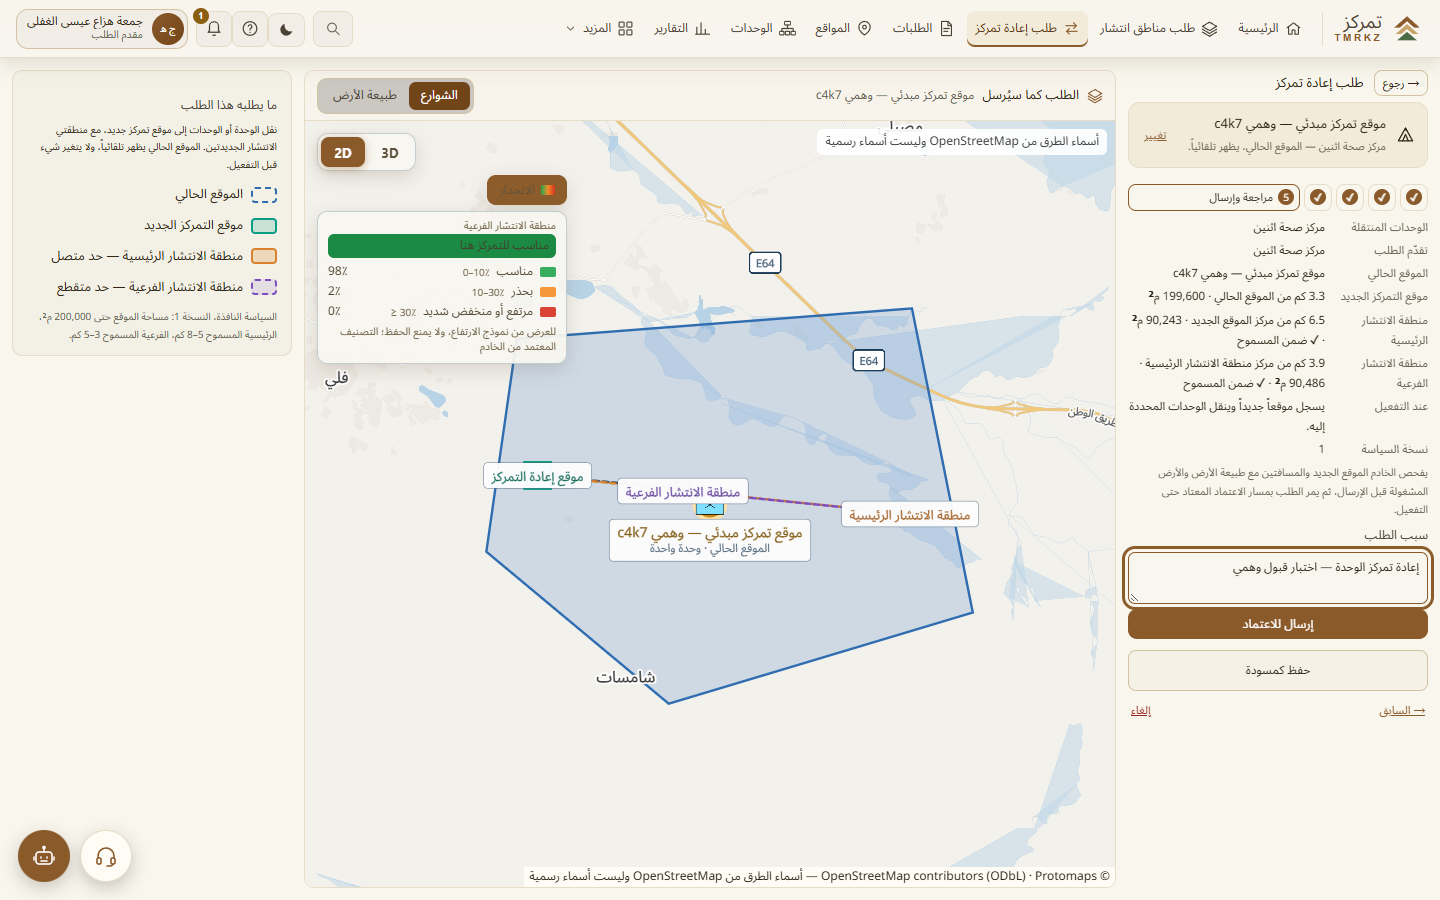 تمركز
TMRKZ
الرئيسية
طلب مناطق انتشار
طلب إعادة تمركز
الطلبات
المواقع
الوحدات
التقارير
المزيد
1
جمعة هزاع عيسى الغفلي
مقدم الطلب
ج ه
→ رجوع
طلب إعادة تمركز
موقع تمركز مبدئي — وهمي c4k7
مركز صحة اثنين — الموقع الحالي، يظهر تلقائياً.
تغيير
5 مراجعة وإرسال
الوحدات المنتقلة
مركز صحة اثنين
تقدّم الطلب
مركز صحة اثنين
الموقع الحالي
موقع تمركز مبدئي — وهمي c4k7
موقع التمركز الجديد
3.3 كم من الموقع الحالي · 199,600 م²
منطقة الانتشار الرئيسية
6.5 كم من مركز الموقع الجديد · 90,243 م²
· ✓ ضمن المسموح
منطقة الانتشار الفرعية
3.9 كم من مركز منطقة الانتشار الرئيسية ·
90,486 م² · ✓ ضمن المسموح
عند التفعيل
يسجل موقعاً جديداً وينقل الوحدات المحددة
إليه.
نسخة السياسة
1
يفحص الخادم الموقع الجديد والمسافتين مع طبيعة الأرض والأرض
المشغولة قبل الإرسال، ثم يمر الطلب بمسار الاعتماد المعتاد حتى
التفعيل.
سبب الطلب
إعادة تمركز الوحدة — اختبار قبول وهمي
إرسال للاعتماد
حفظ كمسودة
→ السابق
إلغاء
الطلب كما سيُرسل
موقع تمركز مبدئي — وهمي c4k7
الشوارع
طبيعة الأرض
أسماء الطرق من OpenStreetMap وليست أسماء رسمية
2D
3D
الانحدار
منطقة الانتشار الفرعية
مناسب للتمركز هنا
مناسب 0–10٪ 98٪
بحذر 10–30٪ 2٪
مرتفع أو منخفض شديد ≥ 30٪ 0٪
للعرض من نموذج الارتفاع، ولا يمنع الحفظ؛ التصنيف
المعتمد من الخادم
E64
E64
فلي
طريق الوطن
موقع إعادة التمركز
منطقة الانتشار الفرعية
منطقة الانتشار الرئيسية
موقع تمركز مبدئي — وهمي c4k7
الموقع الحالي · وحدة واحدة
شامسات
© OpenStreetMap contributors (ODbL) · Protomaps — أسماء الطرق من OpenStreetMap وليست أسماء رسمية
ما يطلبه هذا الطلب
نقل الوحدة أو الوحدات إلى موقع تمركز جديد، مع منطقتي
الانتشار الجديدتين. الموقع الحالي يظهر تلقائياً، ولا يتغير شيء
قبل التفعيل.
الموقع الحالي
موقع التمركز الجديد
منطقة الانتشار الرئيسية — حد متصل
منطقة الانتشار الفرعية — حد متقطع
السياسة النافذة، النسخة 1: مساحة الموقع حتى 200,000 م²،
الرئيسية المسموح 5–8 كم، الفرعية المسموح 3–5 كم.